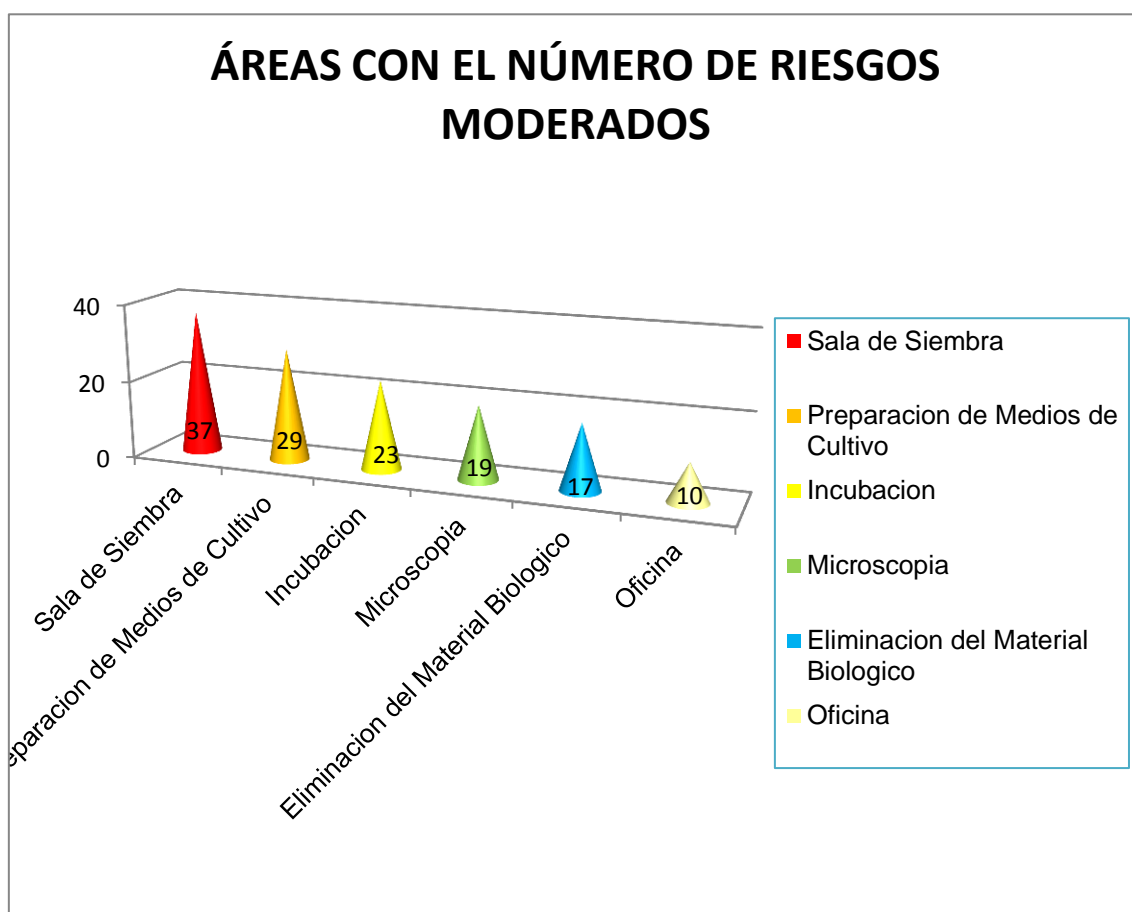 ÁREAS CON EL NÚMERO DE RIESGOS
MODERADOS
40
20
0
37
29
23
19
17
10
Sala de Siembra
eparacion de Medios de Cultivo
Incubacion
Microscopia
Eliminacion del Material Biologico
Oficina
Sala de Siembra
Preparacion de Medios de
Cultivo
Incubacion
Microscopia
Eliminacion del Material
Biologico
Oficina